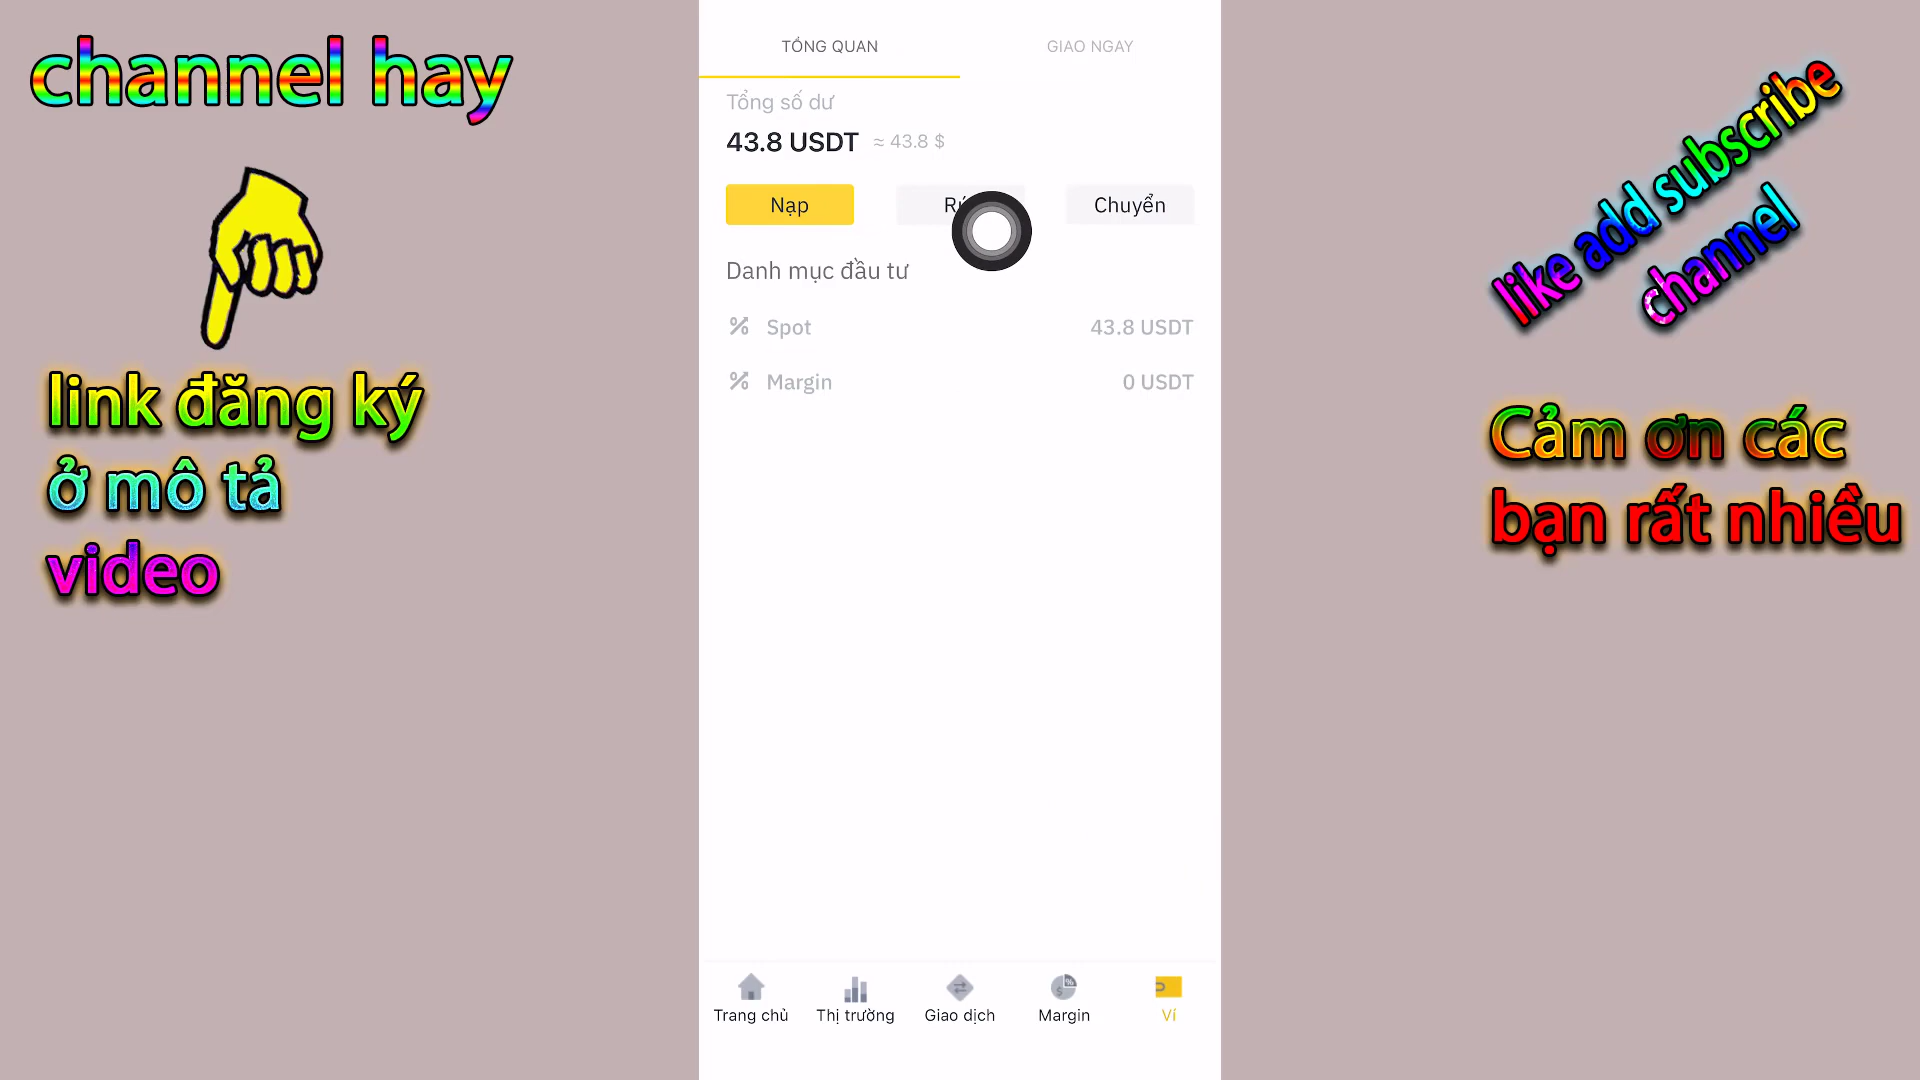 channel hay
link đăng ký
ở mô tả
video
TỔNG QUAN
GIAO NGAY
Tổng số dư
43.8 USDT ≈ 43.8 $
Nạp
Chuyển
Danh mục đầu tư
Spot 43.8 USDT
Margin 0 USDT
Trang chủ
Thị trường
Giao dịch
Margin
Ví
like add subscribe
channel
Cảm ơn các
bạn rất nhiều